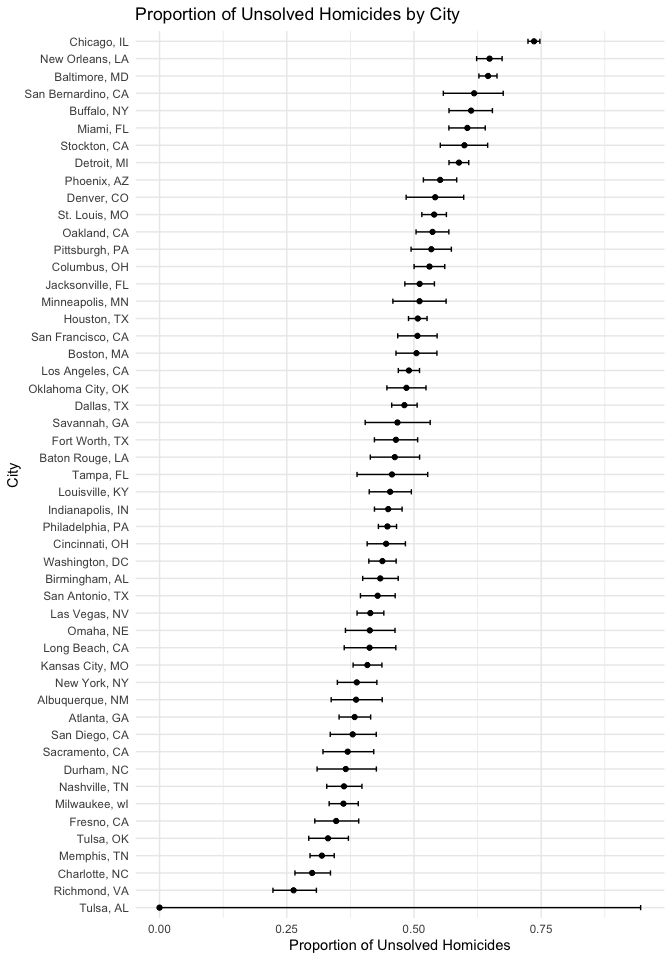 Proportion of Unsolved Homicides by City
Chicago, IL
New Orleans, LA
Baltimore, MD
San Bernardino, CA
Buffalo, NY
Miami, FL
Stockton, CA
Detroit, MI
Phoenix, AZ
Denver, CO
St. Louis, MO
Oakland, CA
Pittsburgh, PA
Columbus, OH
Jacksonville, FL
Minneapolis, MN
Houston, TX
San Francisco, CA
Boston, MA
Los Angeles, CA
Oklahoma City, OK
Dallas, TX
Savannah, GA
Fort Worth, TX
Baton Rouge, LA
Tampa, FL
Louisville, KY
Indianapolis, IN
Philadelphia, PA
Cincinnati, OH
Washington, DC
Birmingham, AL
San Antonio, TX
Las Vegas, NV
Omaha, NE
Long Beach, CA
Kansas City, MO
New York, NY
Albuquerque, NM
Atlanta, GA
San Diego, CA
Sacramento, CA
Durham, NC
Nashville, TN
Milwaukee, wI
Fresno, CA
Tulsa, OK
Memphis, TN
Charlotte, NC
Richmond, VA
Tulsa, AL
City
0.00 0.25 0.50 0.75
Proportion of Unsolved Homicides